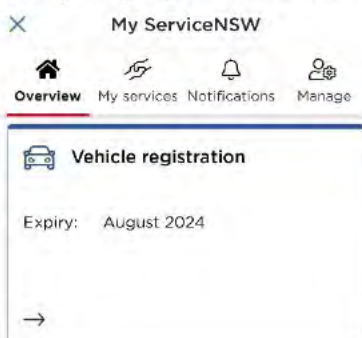 My ServiceNSW
Overview My services Notifications Manage
Vehicle registration
Expiry: August 2024